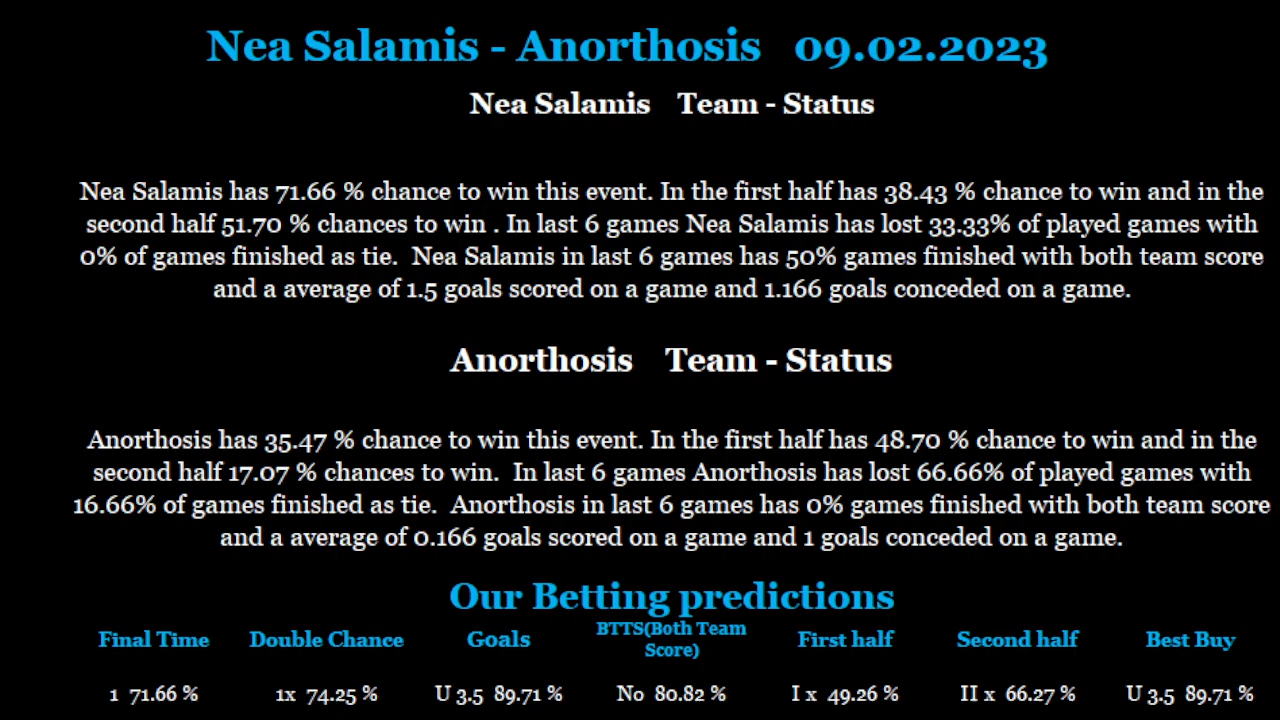 Nea Salamis - Anorthosis 09.02.2023
Nea Salamis Team - Status
Nea Salamis has 71.66 % chance to win this event. In the first half has 38.43 % chance to win and in the
second half 51.70 % chances to win . In last 6 games Nea Salamis has lost 33.33% of played games with
0% of games finished as tie. Nea Salamis in last 6 games has 50% games finished with both team score
and a average of 1.5 goals scored on a game and 1.166 goals conceded on a game.
Anorthosis Team - Status
Anorthosis has 35.47 % chance to win this event. In the first half has 48.70 % chance to win and in the
second half 17.07 % chances to win. In last 6 games Anorthosis has lost 66.66% of played games with
16.66% of games finished as tie. Anorthosis in last 6 games has 0% games finished with both team score
and a average of 0.166 goals scored on a game and 1 goals conceded on a game.
Our Betting predictions
Final Time Double Chance Goals BTTS(Both Team
Score) First half Second half Best Buy
1 71.66 % 1x 74.25 % U 3.5 89.71 % No 80.82 % I x 49.26 % II x 66.27 % U 3.5 89.71 %